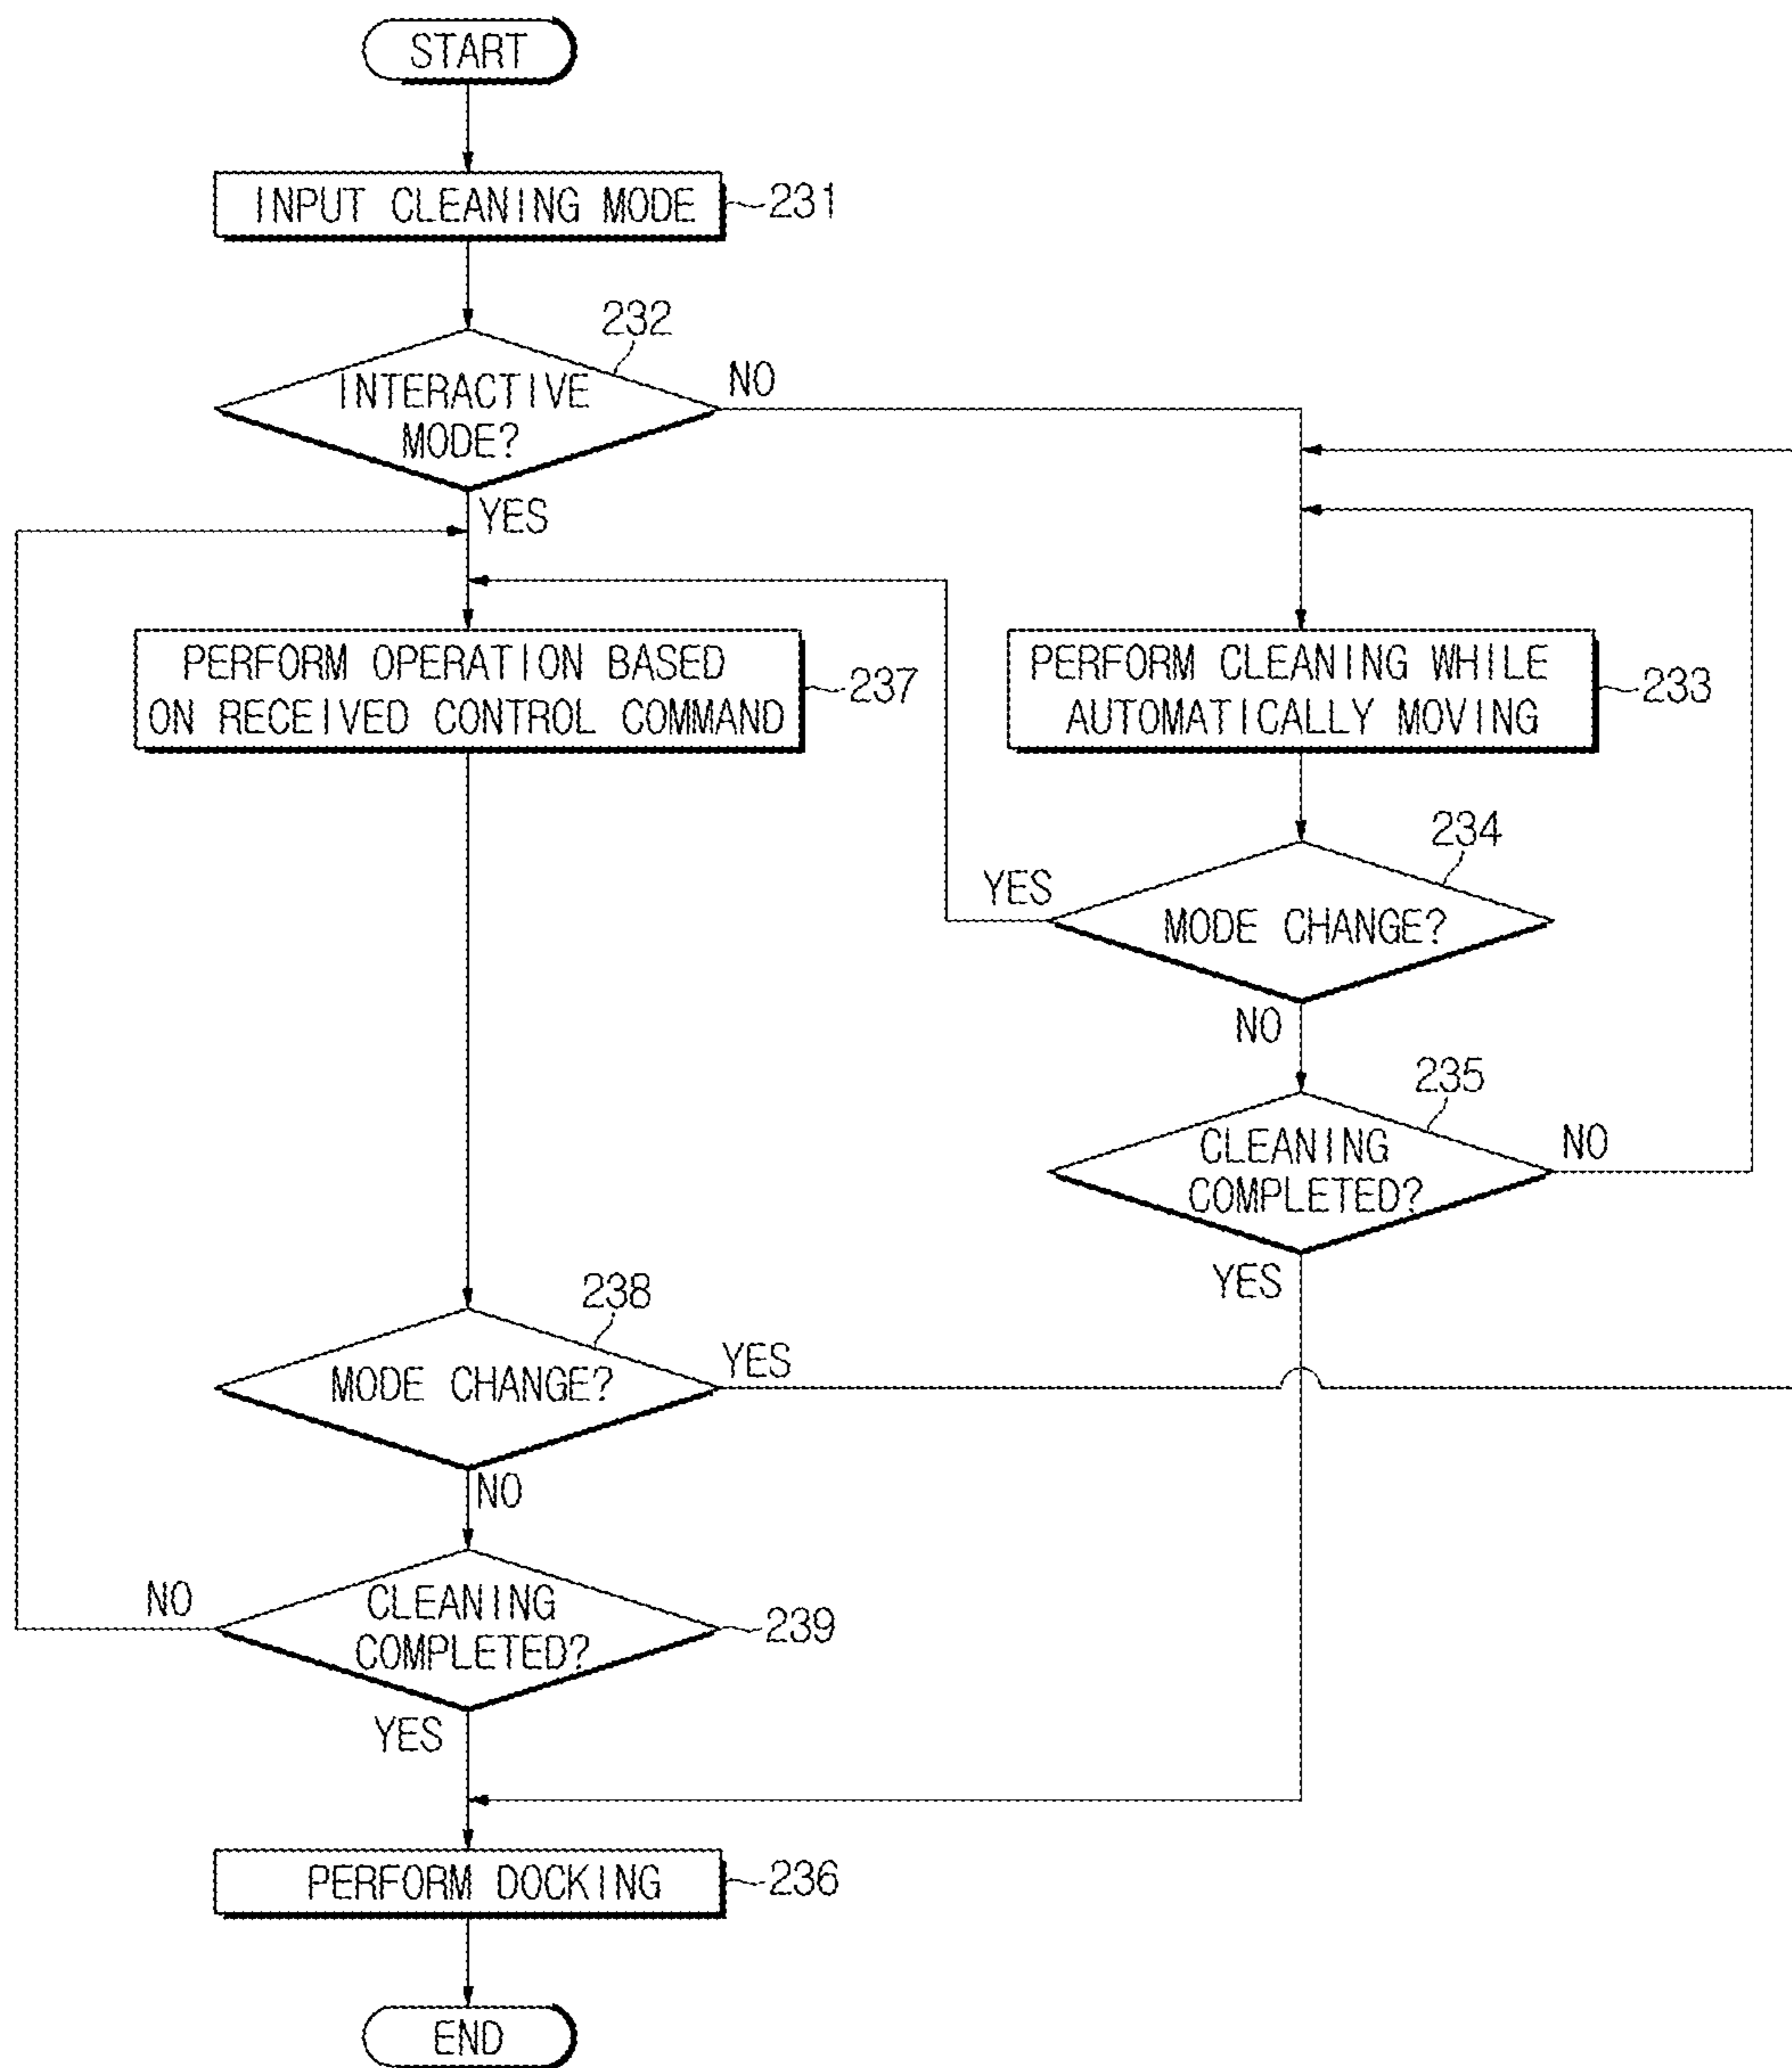 START
INPUT CLEANING MODE
231
232
INTERACTIVE
MODE?
NO
YES
PERFORM OPERATION BASED
ON RECEIVED CONTROL COMMAND
237
PERFORM CLEANING WHILE
AUTOMATICALLY MOVING
233
234
YES
MODE CHANGE?
NO
235
CLEANING
COMPLETED?
NO
YES
238
MODE CHANGE?
YES
NO
NO
CLEANING
COMPLETED?
239
YES
PERFORM DOCKING
236
END